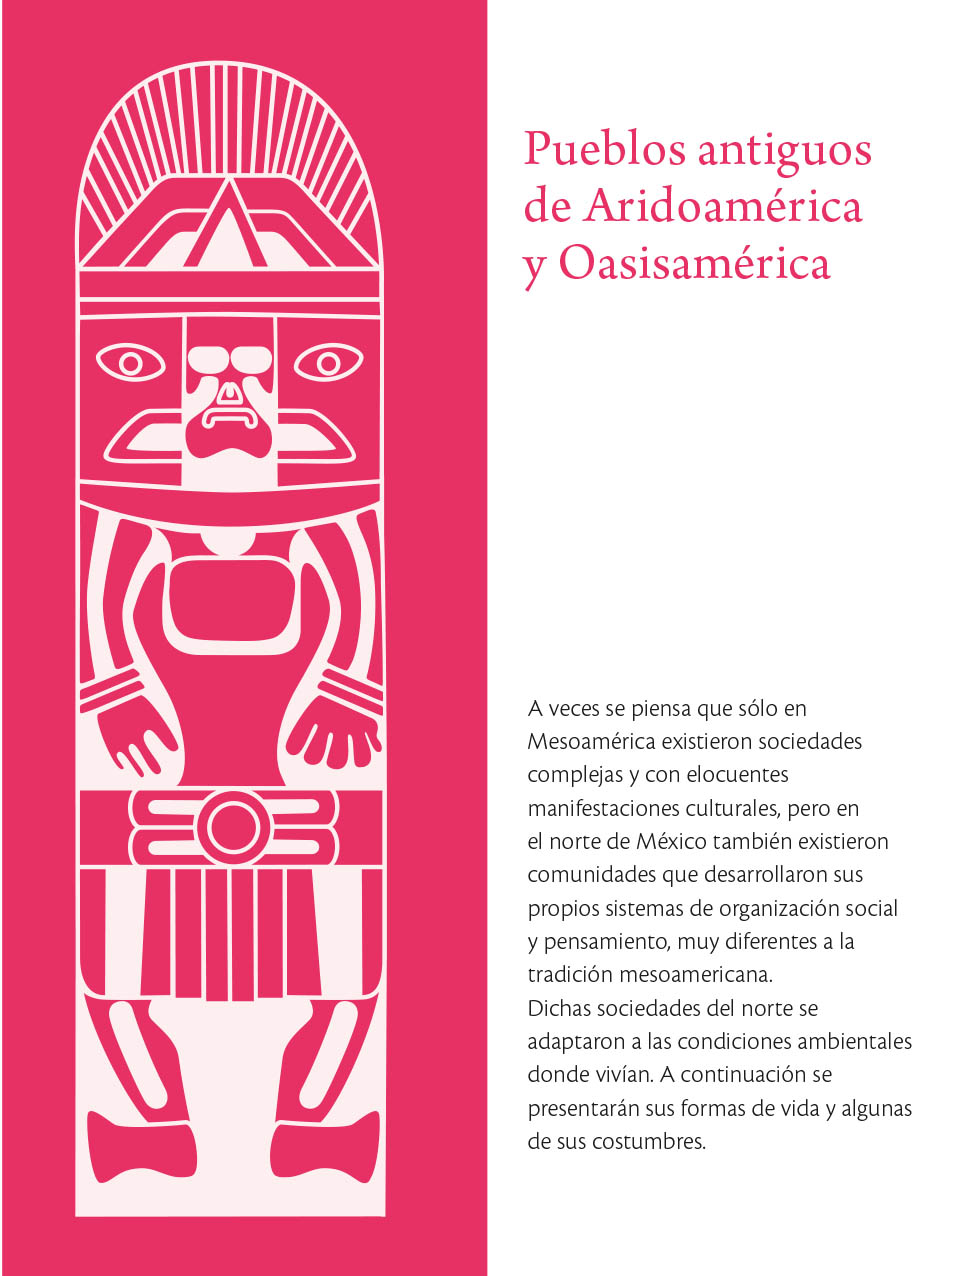 Pueblos antiguos
de Aridoamérica
y Oasisamérica
A veces se piensa que sólo en
Mesoamérica existieron sociedades
complejas y con elocuentes
manifestaciones culturales, pero en
el norte de México también existieron
comunidades que desarrollaron sus
propios sistemas de organización social
y pensamiento, muy diferentes a la
tradición mesoamericana.
Dichas sociedades del norte se
adaptaron a las condiciones ambientales
donde vivían. A continuación se
presentarán sus formas de vida y algunas
de sus costumbres.